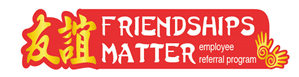 友誼
FRIENDSHIPS
MATTER
employee
referral program